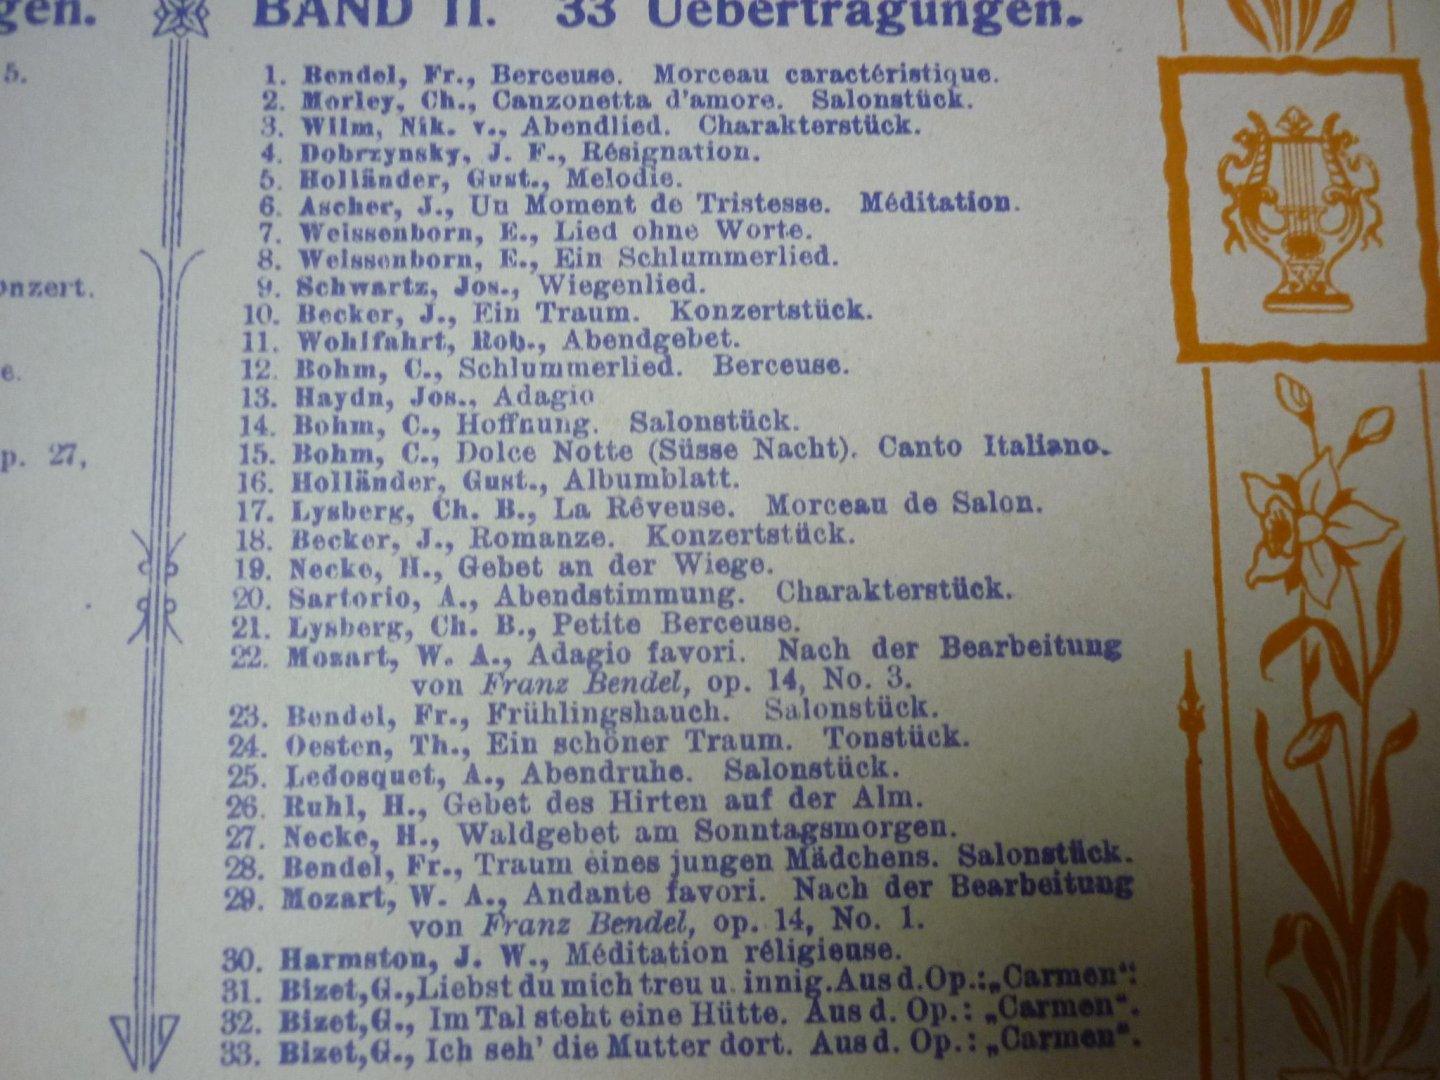 gen.
5.
onzert.
e.
p. 27,
BAND II. 33 Uebertragungen.
1. Bendel, Fr., Berceuse. Morceau caractéristique.
2. Morley, Ch., Canzonetta d'amore. Salonstück.
3. Wilm, Nik. v., Abendlied. Charakterstück.
4. Dobrzynsky, J. F., Résignation.
5. Holländer, Gust., Melodie.
6. Ascher, J., Un Moment de Tristesse. Méditation.
7. Weissenborn, E., Lied ohne Worte.
8. Weissenborn, E., Ein Schlummerlied.
9. Schwartz, Jos., Wiegenlied.
10. Becker, J., Ein Traum. Konzertstück.
11. Wohlfahrt, Rob., Abendgebet.
12. Bohm, C., Schlummerlied. Berceuse.
13. Haydn, Jos., Adagio
14. Bohm, C., Hoffnung. Salonstück.
15. Bohm, C., Dolce Notte (Süsse Nacht). Canto Italiano.
16. Holländer, Gust., Albumblatt.
17. Lysberg, Ch. B., La Rêveuse. Morceau de Salon.
18. Becker, J., Romanze. Konzertstück.
19. Necke, H., Gebet an der Wiege.
20. Sartorio, A., Abendstimmung. Charakterstück.
21. Lysberg, Ch. B., Petite Berceuse.
22. Mozart, W. A., Adagio favori. Nach der Bearbeitung
von Franz Bendel, op. 14, No. 3.
23. Bendel, Fr., Frühlingshauch. Salonstück.
24. Oesten, Th., Ein schöner Traum. Tonstück.
25. Ledosquet, A., Abendruhe. Salonstück.
26. Ruhl, H., Gebet des Hirten auf der Alm.
27. Necke, H., Waldgebet am Sonntagsmorgen.
28. Bendel, Fr., Traum eines jungen Mädchens. Salonstück.
29. Mozart, W. A., Andante favori. Nach der Bearbeitung
von Franz Bendel, op. 14, No. 1.
30. Harmston, J. W., Méditation réligieuse.
31. Bizet, G., Liebst du mich treu u. innig. Aus d. Op.: „Carmen“.
32. Bizet, G., Im Tal steht eine Hütte. Aus d. Op.: „Carmen“.
33. Bizet, G., Ich seh' die Mutter dort. Aus d. Op.: „Carmen“.